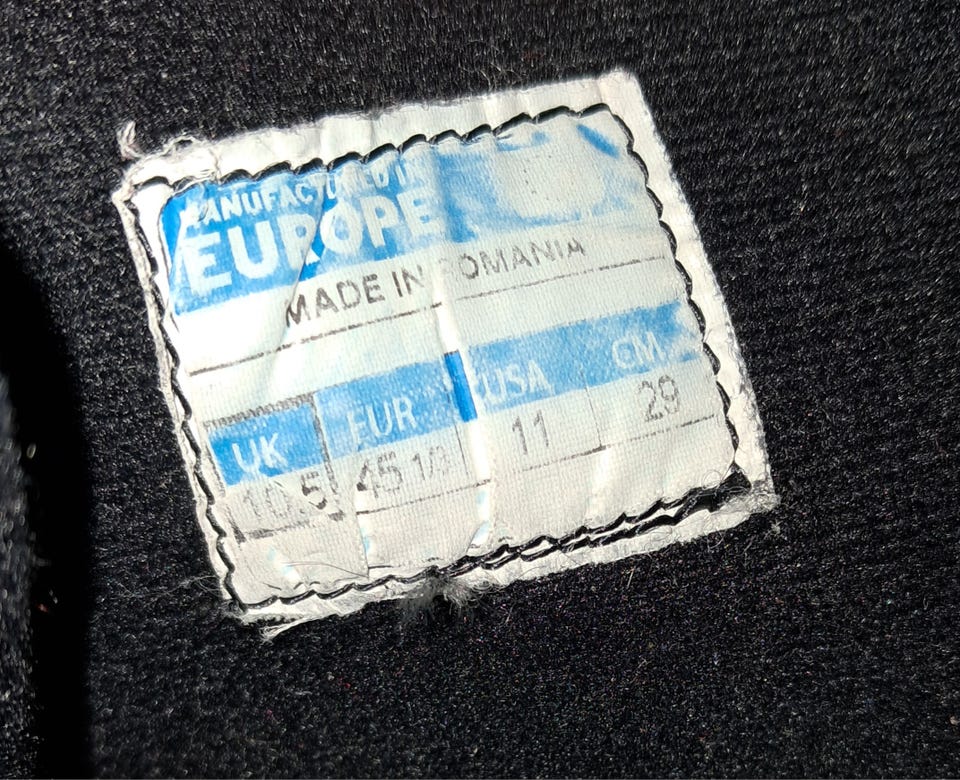 MANUFACTURED IN
EUROPE
MADE IN ROMANIA
UK EUR USA CM
10.5 45 1/3 11 29